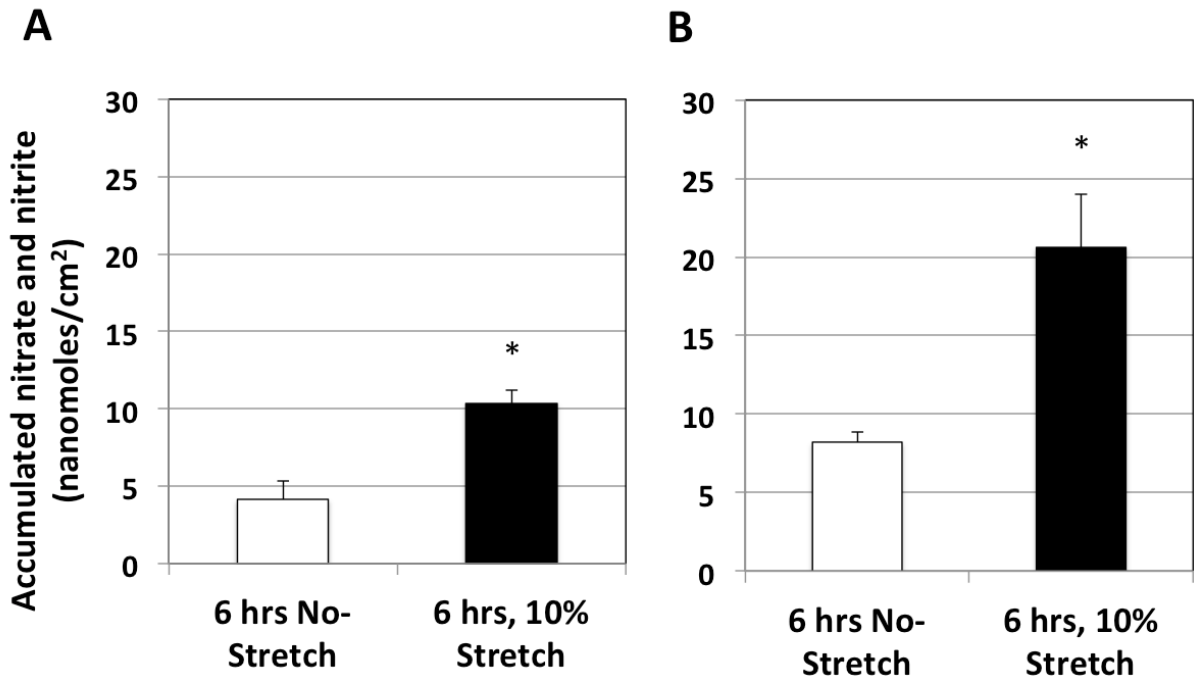 A
Accumulated nitrate and nitrite
(nanomoles/cm²)
30
25
20
15
10
5
0
*
6 hrs No-
Stretch
6 hrs, 10%
Stretch
B
30
25
20
15
10
5
0
*
6 hrs No-
Stretch
6 hrs, 10%
Stretch